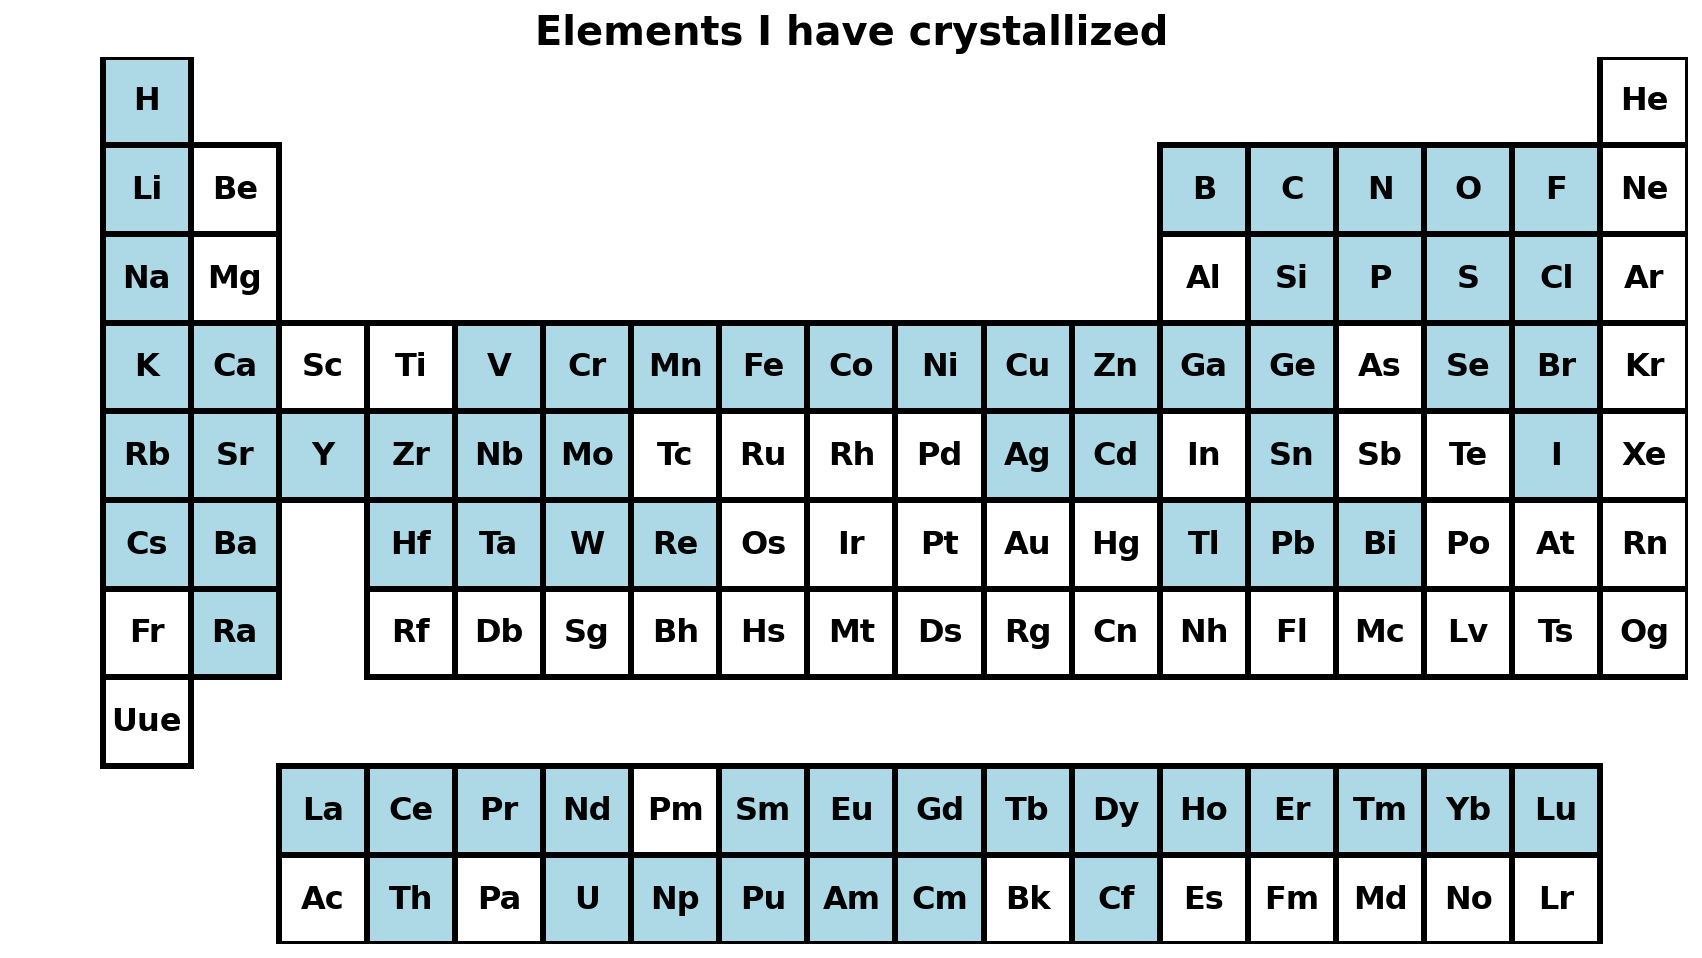 Elements I have crystallized
H He
Li Be B C N O F Ne
Na Mg Al Si P S Cl Ar
K Ca Sc Ti V Cr Mn Fe Co Ni Cu Zn Ga Ge As Se Br Kr
Rb Sr Y Zr Nb Mo Tc Ru Rh Pd Ag Cd In Sn Sb Te I Xe
Cs Ba Hf Ta W Re Os Ir Pt Au Hg Tl Pb Bi Po At Rn
Fr Ra Rf Db Sg Bh Hs Mt Ds Rg Cn Nh Fl Mc Lv Ts Og
Uue
La Ce Pr Nd Pm Sm Eu Gd Tb Dy Ho Er Tm Yb Lu
Ac Th Pa U Np Pu Am Cm Bk Cf Es Fm Md No Lr